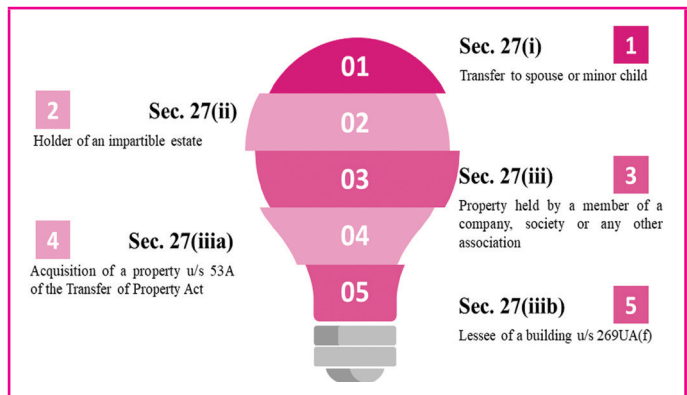 01
02
03
04
05
Sec. 27(i)
1
Transfer to spouse or minor child
2
Sec. 27(ii)
Holder of an impartible estate
Sec. 27(iii)
3
Property held by a member of a
company, society or any other
association
4
Sec. 27(iiia)
Acquisition of a property u/s 53A
of the Transfer of Property Act
Sec. 27(iiib)
5
Lessee of a building u/s 269UA(f)